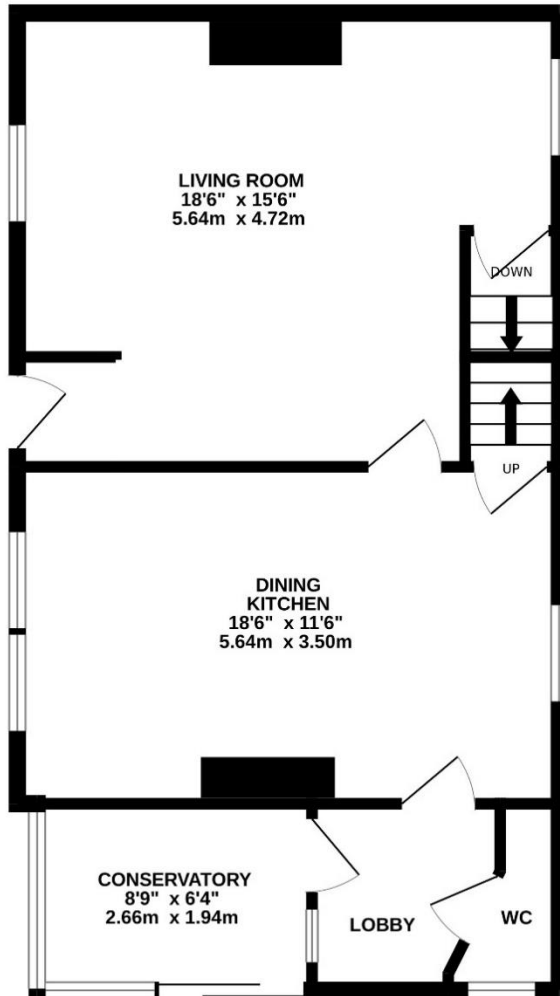 LIVING ROOM
18'6" x 15'6"
5.64m x 4.72m
DOWN
UP
DINING
KITCHEN
18'6" x 11'6"
5.64m x 3.50m
CONSERVATORY
8'9" x 6'4"
2.66m x 1.94m
LOBBY
WC